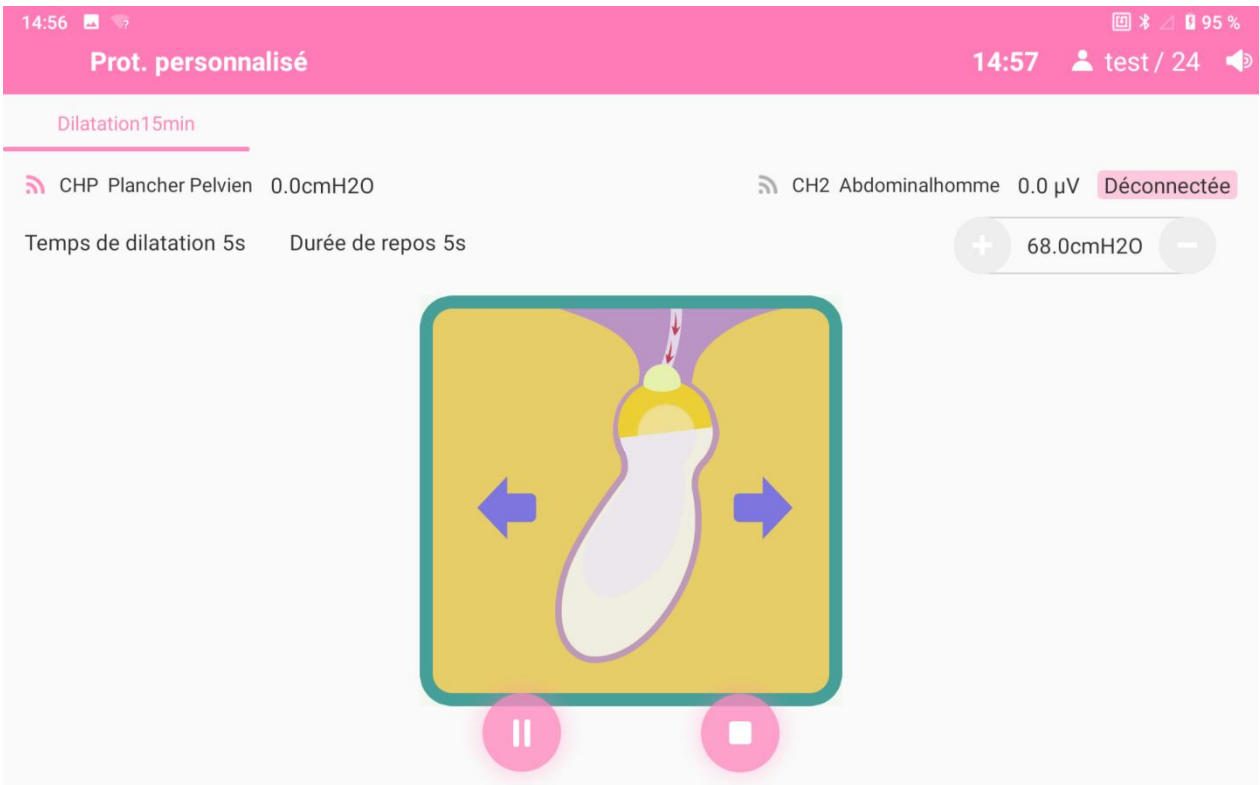 14:56 95 %
Prot. personnalisé 14:57 test / 24
Dilatation15min
CHP Plancher Pelvien 0.0cmH2O CH2 Abdominalhomme 0.0 µV Déconnectée
Temps de dilatation 5s Durée de repos 5s + 68.0cmH2O −